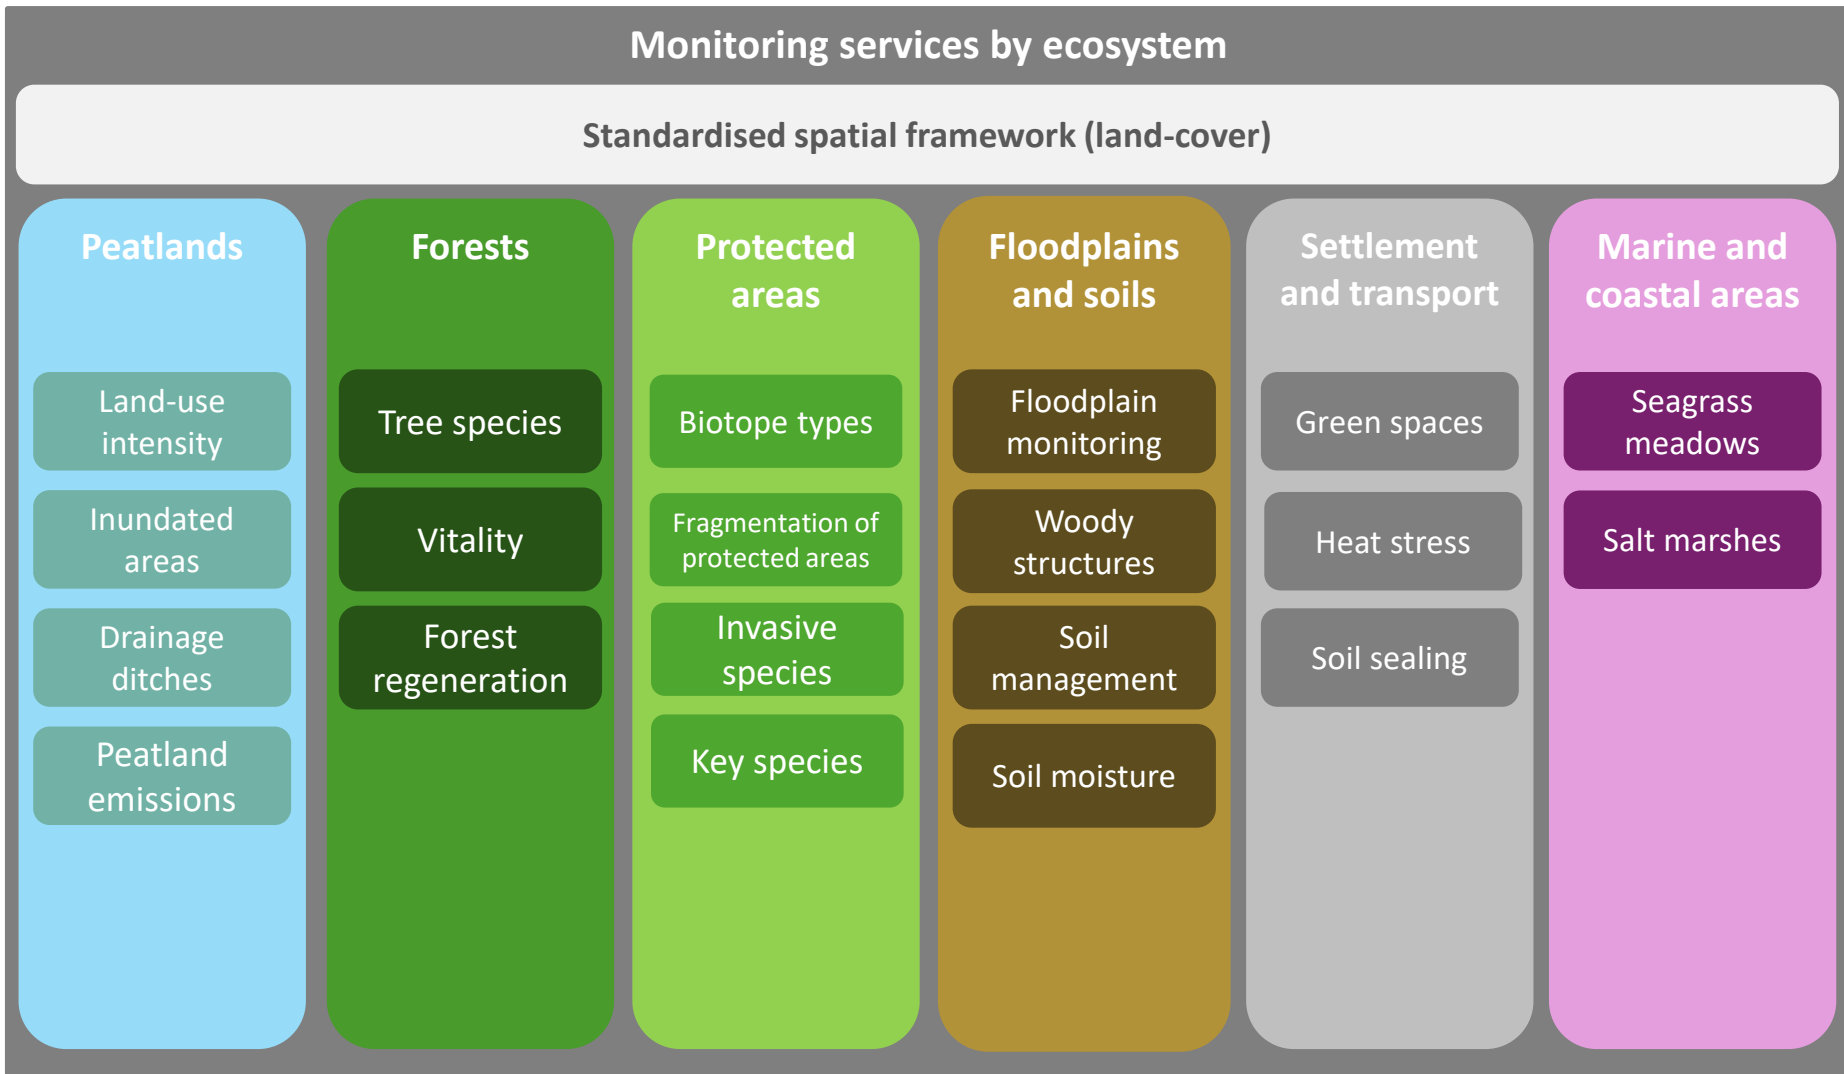 Monitoring services by ecosystem
Standardised spatial framework (land-cover)
Peatlands
Land-use
intensity
Inundated
areas
Drainage
ditches
Peatland
emissions
Forests
Tree species
Vitality
Forest
regeneration
Protected
areas
Biotope types
Fragmentation of
protected areas
Invasive
species
Key species
Floodplains
and soils
Floodplain
monitoring
Woody
structures
Soil
management
Soil moisture
Settlement
and transport
Green spaces
Heat stress
Soil sealing
Marine and
coastal areas
Seagrass
meadows
Salt marshes